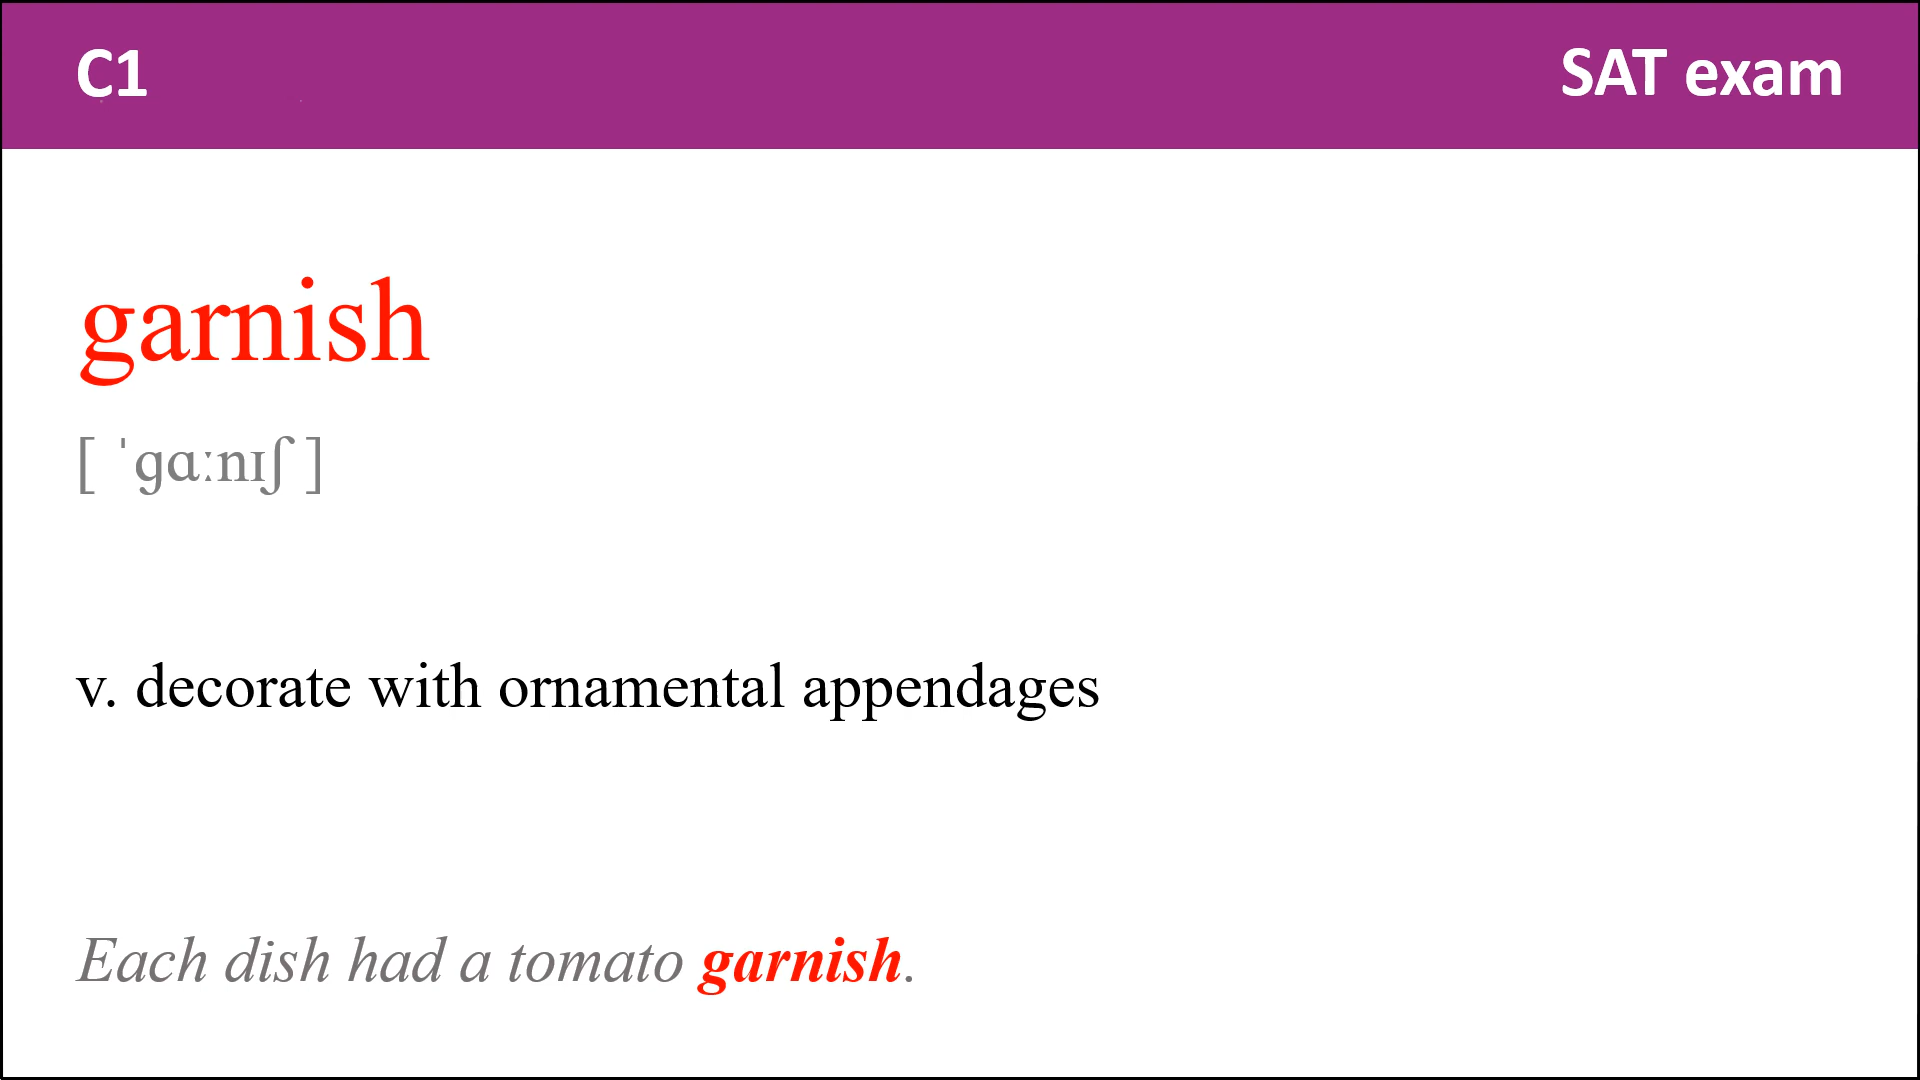 C1
SAT exam
garnish
[ ˈɡɑːnɪʃ ]
v. decorate with ornamental appendages
Each dish had a tomato garnish.